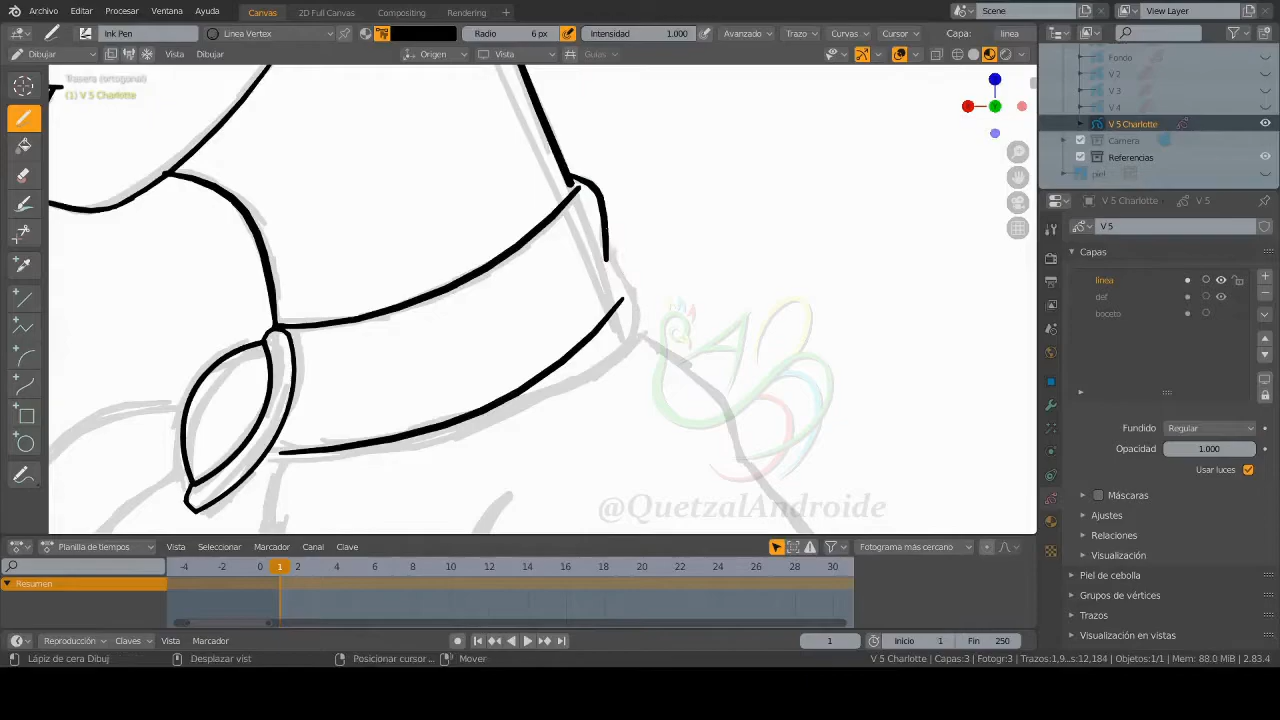 Archivo Editar Procesar Ventana Ayuda Canvas 2D Full Canvas Compositing Rendering + Scene View Layer
Ink Pen Linea Vertex Radio 6 px Intensidad 1.000 Avanzado Trazo Curvas Cursor Capa: linea
Dibujar Vista Dibujar Origen Vista Guías
Trasera (ortogonal)
(1) V 5 Charlotte
Fondo
V 2
V 3
V 4
V 5 Charlotte
Camera
Referencias
piel
V 5 Charlotte V 5
V 5
Capas
linea
def
boceto
Fundido Regular
Opacidad 1.000
Usar luces
Máscaras
Ajustes
Relaciones
Visualización
Piel de cebolla
Grupos de vértices
Trazos
Visualización en vistas
@QuetzalAndroide
Planilla de tiempos Vista Seleccionar Marcador Canal Clave Fotograma más cercano
-4 -2 0 1 2 4 6 8 10 12 14 16 18 20 22 24 26 28 30
Resumen
Reproducción Claves Vista Marcador 1 Inicio 1 Fin 250
Lápiz de cera Dibuj Desplazar vist Posicionar cursor... Mover V 5 Charlotte | Capas:3 | Fotogr:3 | Trazos:1,9...s:12,184 | Objetos:1/1 | Mem: 88.0 MiB | 2.83.4